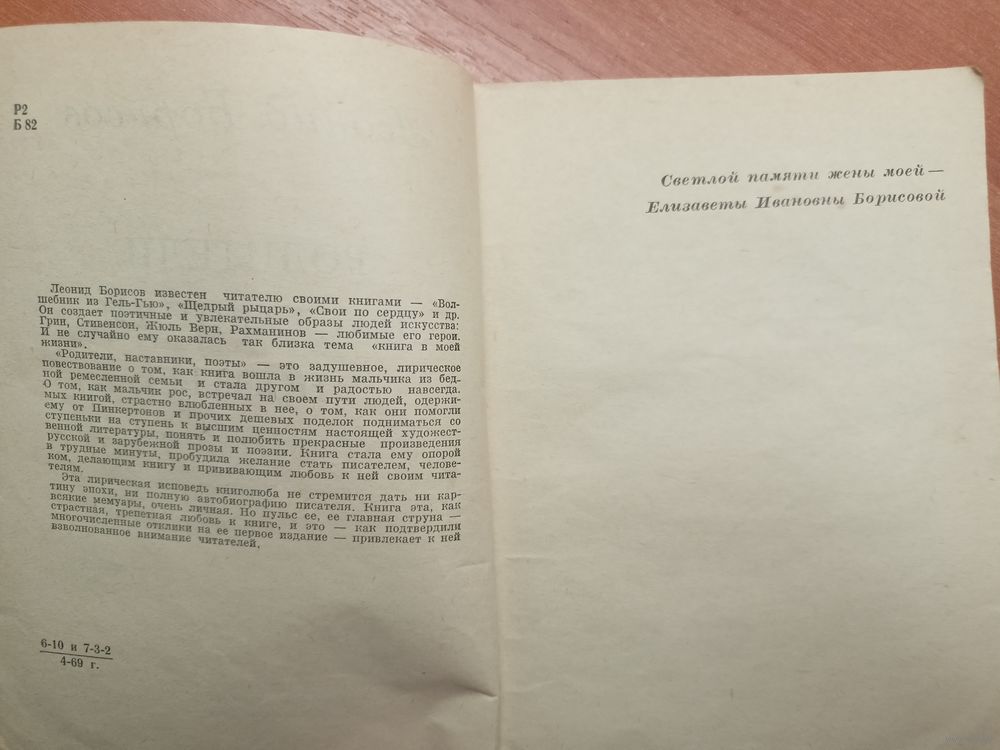 Р2
Б 82
Леонид Борисов известен читателю своими книгами — «Вол-
шебник из Гель-Гью», «Щедрый рыцарь», «Свои по сердцу» и др.
Он создает поэтичные и увлекательные образы людей искусства:
Грин, Стивенсон, Жюль Верн, Рахманинов — любимые его герои.
И не случайно ему оказалась так близка тема «книга в моей
жизни».
«Родители, наставники, поэты» — это задушевное, лирическое
повествование о том, как книга вошла в жизнь мальчика из бед-
ной ремесленной семьи и стала другом и радостью навсегда.
О том, как мальчик рос, встречал на своем пути людей, одержи-
мых книгой, страстно влюбленных в нее, о том, как они помогли
ему от Пинкертонов и прочих дешевых поделок подниматься со
ступеньки на ступень к высшим ценностям настоящей художест-
венной литературы, понять и полюбить прекрасные произведения
русской и зарубежной прозы и поэзии. Книга стала ему опорой
в трудные минуты, пробудила желание стать писателем, челове-
ком, делающим книгу и прививающим любовь к ней своим чита-
телям.
Эта лирическая исповедь книголюба не стремится дать ни кар-
тину эпохи, ни полную автобиографию писателя. Книга эта, как
всякие мемуары, очень личная. Но пульс ее, ее главная струна —
страстная, трепетная любовь к книге, и это — как подтвердили
многочисленные отклики на ее первое издание — привлекает к ней
взволнованное внимание читателей.
6-10 и 7-3-2
4-69 г.
Светлой памяти жены моей —
Елизаветы Ивановны Борисовой